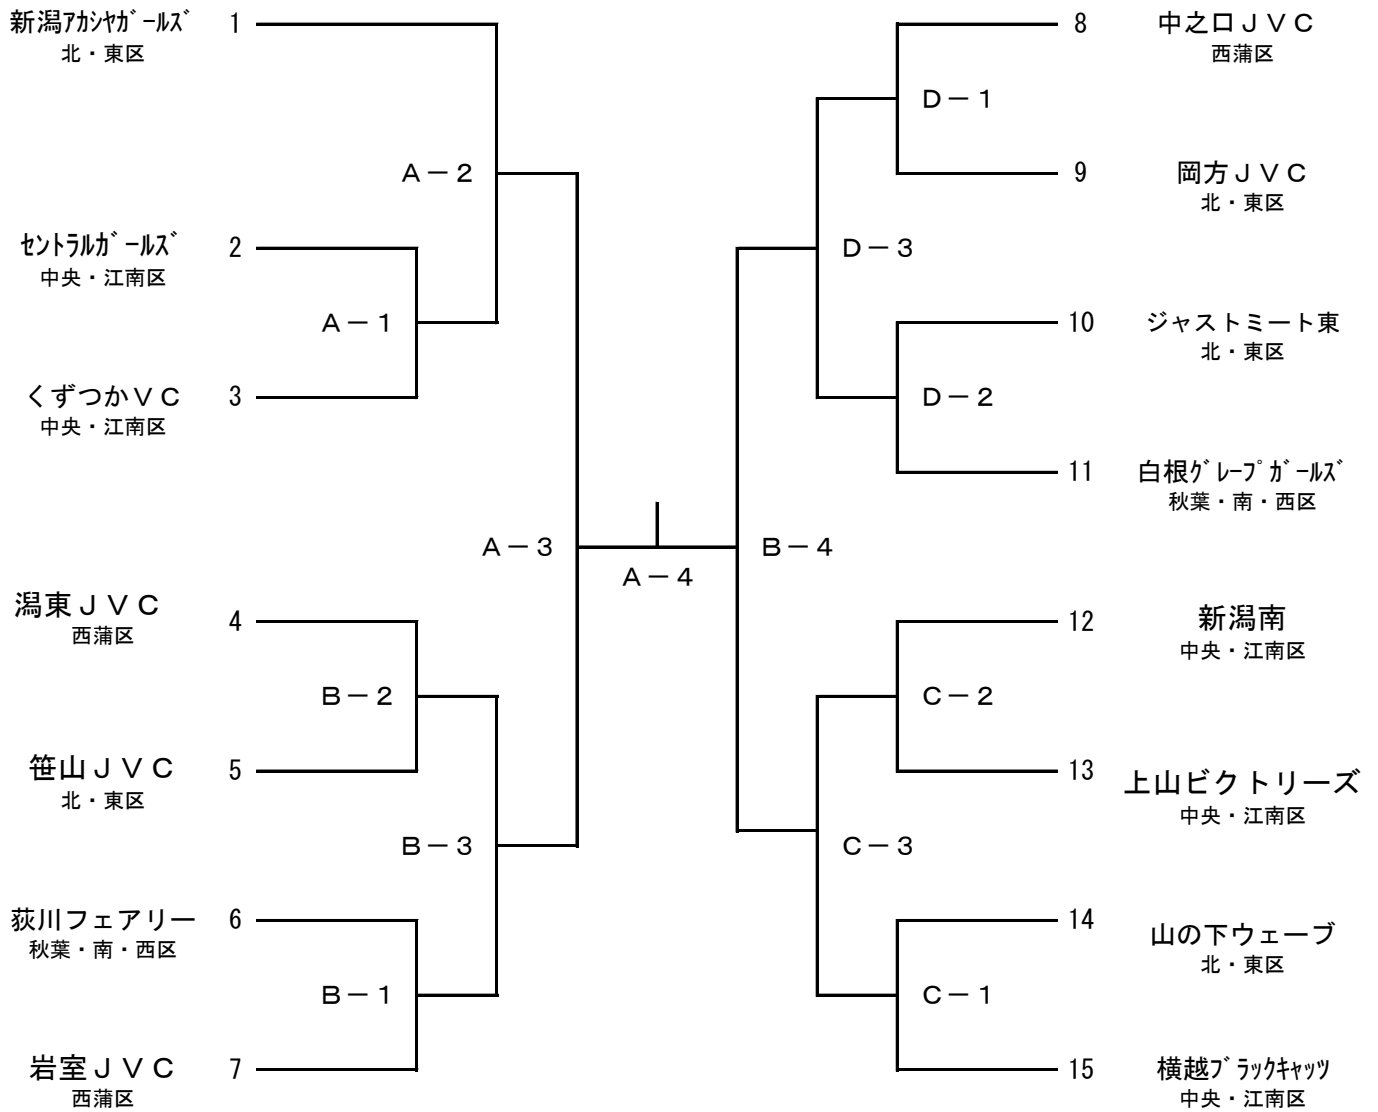 新潟ｱｶｼﾔｶﾞｰﾙｽﾞ 1
北・東区
A－2
ｾﾝﾄﾗﾙｶﾞｰﾙｽﾞ 2
中央・江南区
A－1
くずつかＶＣ 3
中央・江南区
A－3
潟東ＪＶＣ 4
西蒲区
B－2
笹山ＪＶＣ 5
北・東区
B－3
荻川フェアリー 6
秋葉・南・西区
B－1
岩室ＪＶＣ 7
西蒲区
A－4
8 中之口ＪＶＣ
西蒲区
D－1
9 岡方ＪＶＣ
北・東区
D－3
10 ジャストミート東
北・東区
D－2
11 白根ｸﾞﾚｰﾌﾟｶﾞｰﾙｽﾞ
秋葉・南・西区
B－4
12 新潟南
中央・江南区
C－2
13 上山ビクトリーズ
中央・江南区
C－3
14 山の下ウェーブ
北・東区
C－1
15 横越ﾌﾞﾗｯｸｷｬｯﾂ
中央・江南区